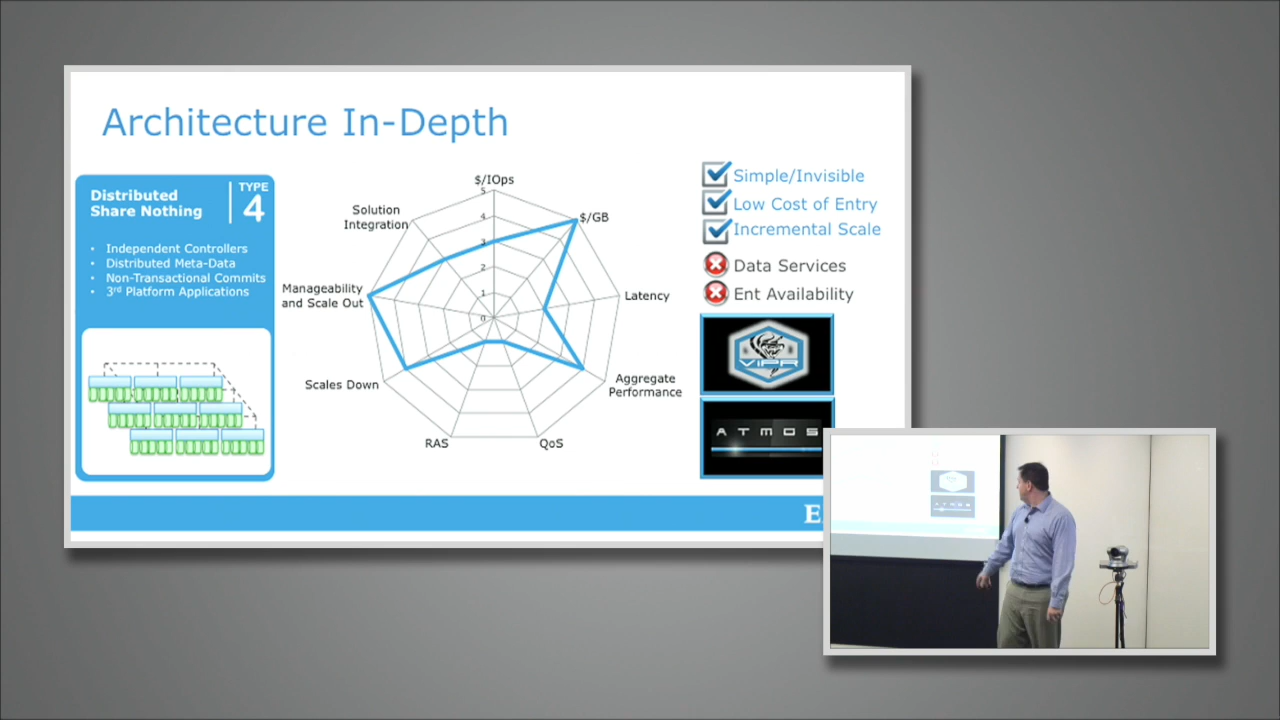 Architecture In-Depth
Distributed
Share Nothing
TYPE
4
• Independent Controllers
• Distributed Meta-Data
• Non-Transactional Commits
• 3rd Platform Applications
$/IOps
5
4
3
2
1
0
$/GB
Latency
Aggregate
Performance
QoS
RAS
Scales Down
Manageability
and Scale Out
Solution
Integration
Simple/Invisible
Low Cost of Entry
Incremental Scale
Data Services
Ent Availability
VIPR
ATMOS
E
ATMOS